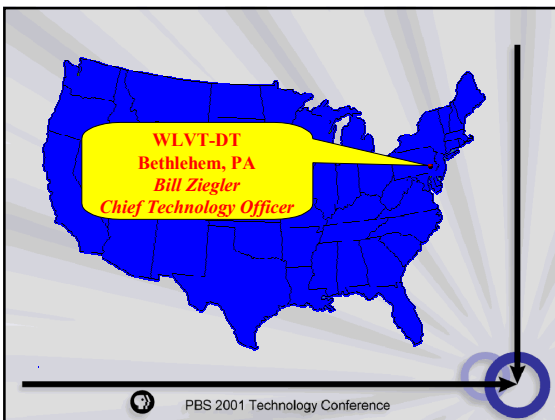 WLVT-DT
Bethlehem, PA
Bill Ziegler
Chief Technology Officer
PBS 2001 Technology Conference